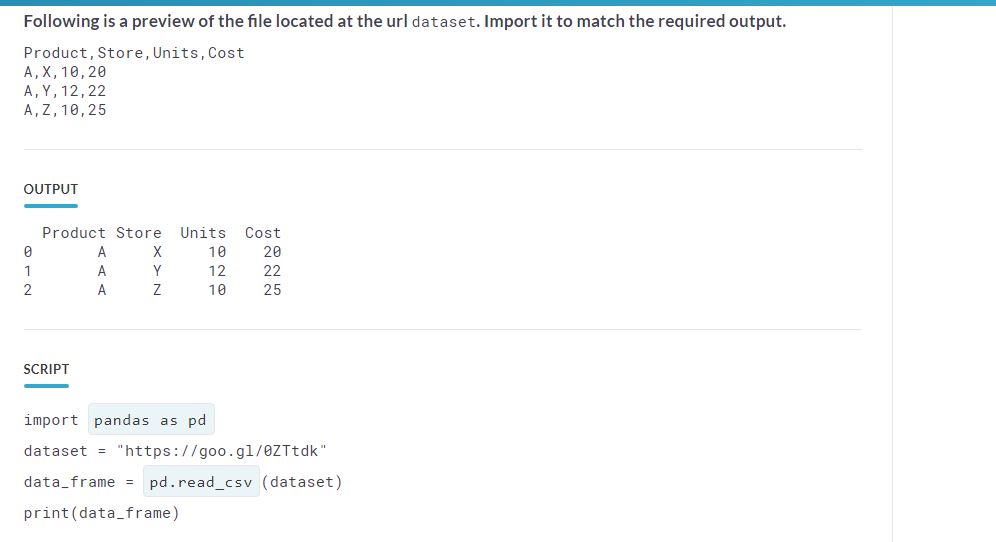 Following is a preview of the file located at the url dataset. Import it to match the required output.
Product,Store,Units,Cost
A,X,10,20
A,Y,12,22
A,Z,10,25
OUTPUT
  Product Store  Units  Cost
0       A     X     10    20
1       A     Y     12    22
2       A     Z     10    25
SCRIPT
import pandas as pd
dataset = "https://goo.gl/0ZTtdk"
data_frame = pd.read_csv (dataset)
print(data_frame)